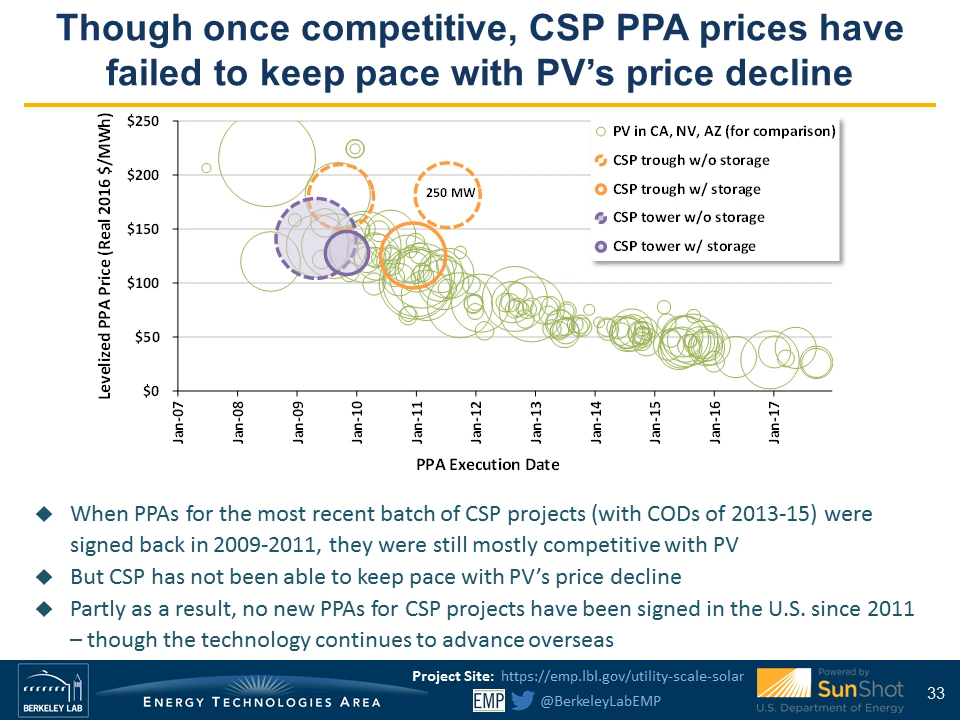 Though once competitive, CSP PPA prices have
failed to keep pace with PV's price decline
Levelized PPA Price (Real 2016 $/MWh)
$250
$200
$150
$100
$50
$0
250 MW
PV in CA, NV, AZ (for comparison)
CSP trough w/o storage
CSP trough w/ storage
CSP tower w/o storage
CSP tower w/ storage
Jan-07
Jan-08
Jan-09
Jan-10
Jan-11
Jan-12
Jan-13
Jan-14
Jan-15
Jan-16
Jan-17
PPA Execution Date
When PPAs for the most recent batch of CSP projects (with CODs of 2013-15) were
signed back in 2009-2011, they were still mostly competitive with PV
But CSP has not been able to keep pace with PV's price decline
Partly as a result, no new PPAs for CSP projects have been signed in the U.S. since 2011
– though the technology continues to advance overseas
BERKELEY LAB
ENERGY TECHNOLOGIES AREA
Project Site: https://emp.lbl.gov/utility-scale-solar
EMP @BerkeleyLabEMP
Powered by
SunShot
U.S. Department of Energy
33